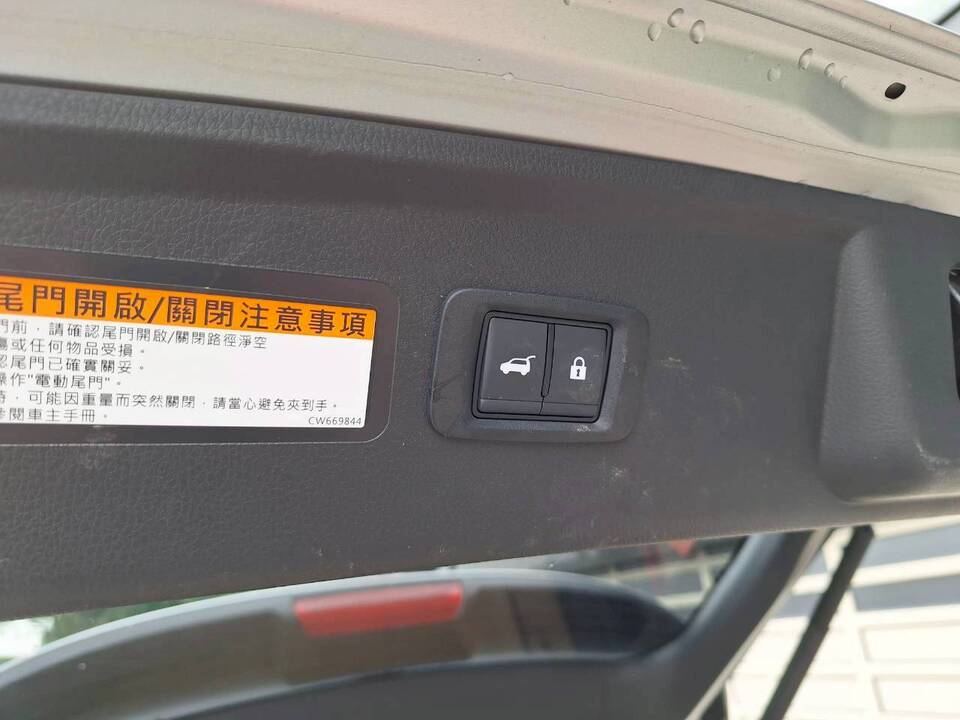 尾門開啟/關閉注意事項
門前，請確認尾門開啟/關閉路徑淨空
傷或任何物品受損。
認尾門已確實關妥。
操作"電動尾門"。
時，可能因重量而突然關閉，請當心避免夾到手。
參閱車主手冊。
CW669844